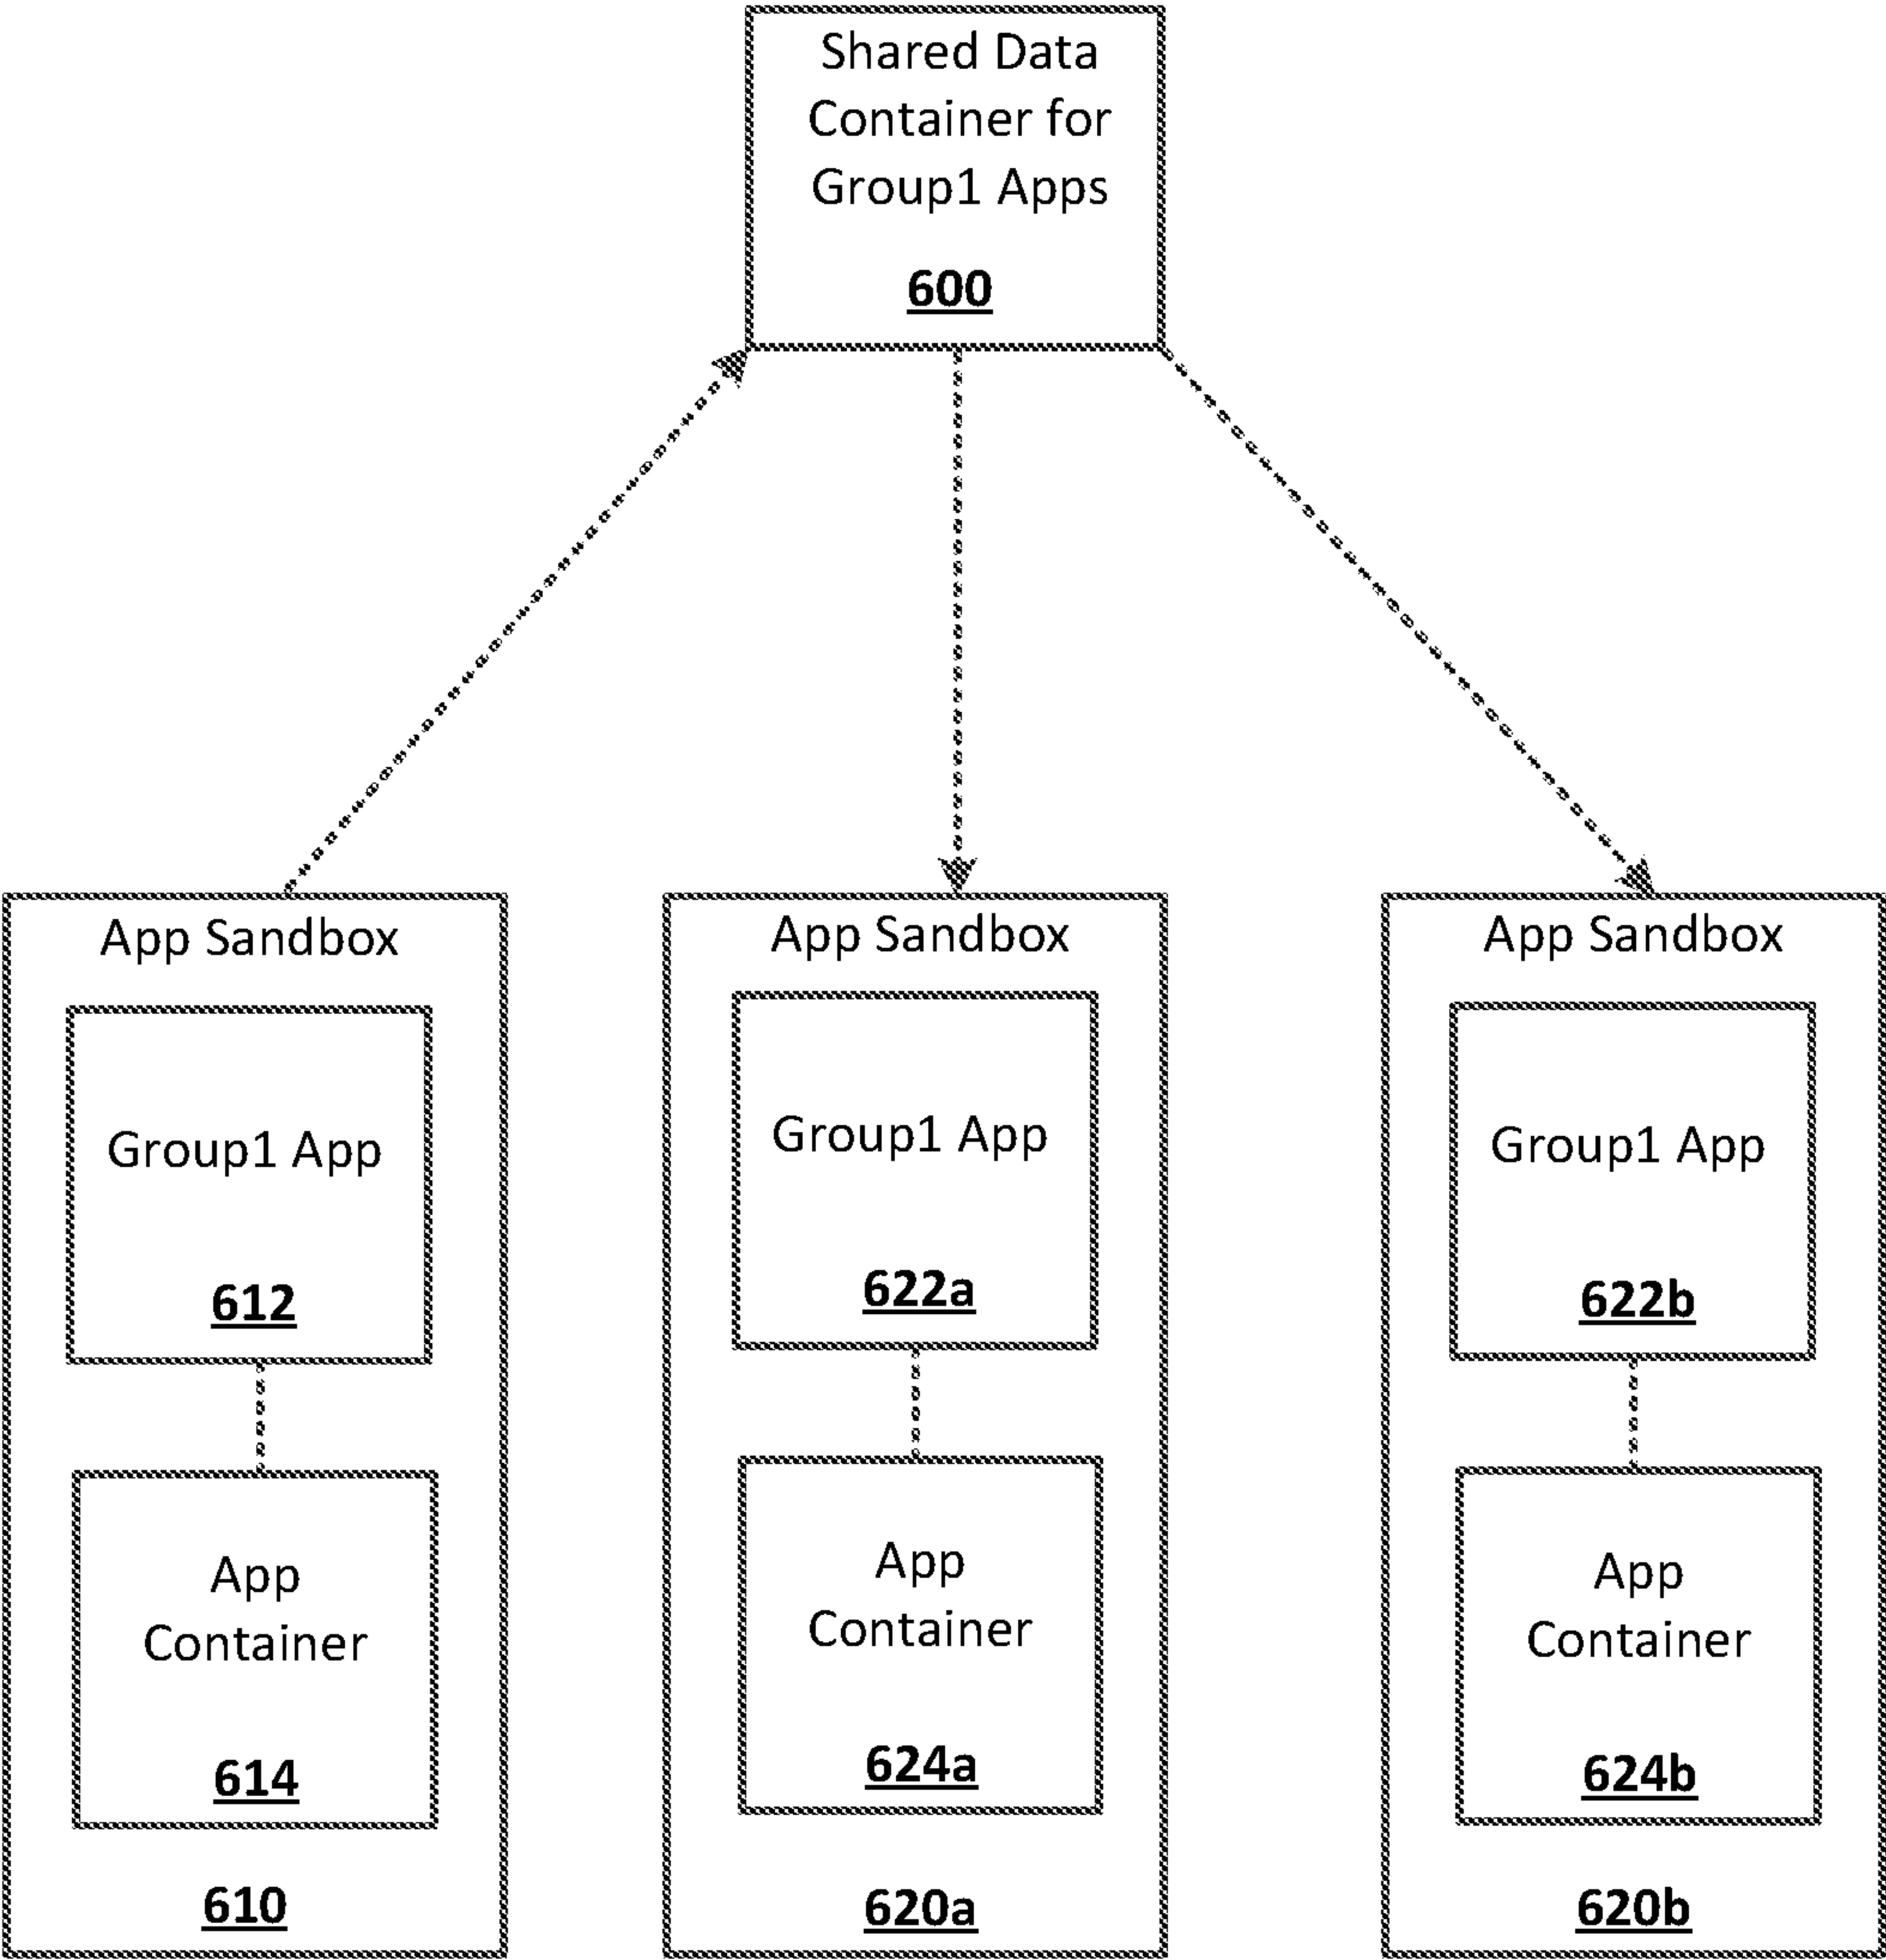 Shared Data
Container for
Group1 Apps
600
App Sandbox
Group1 App
612
App
Container
614
610
App Sandbox
Group1 App
622a
App
Container
624a
620a
App Sandbox
Group1 App
622b
App
Container
624b
620b